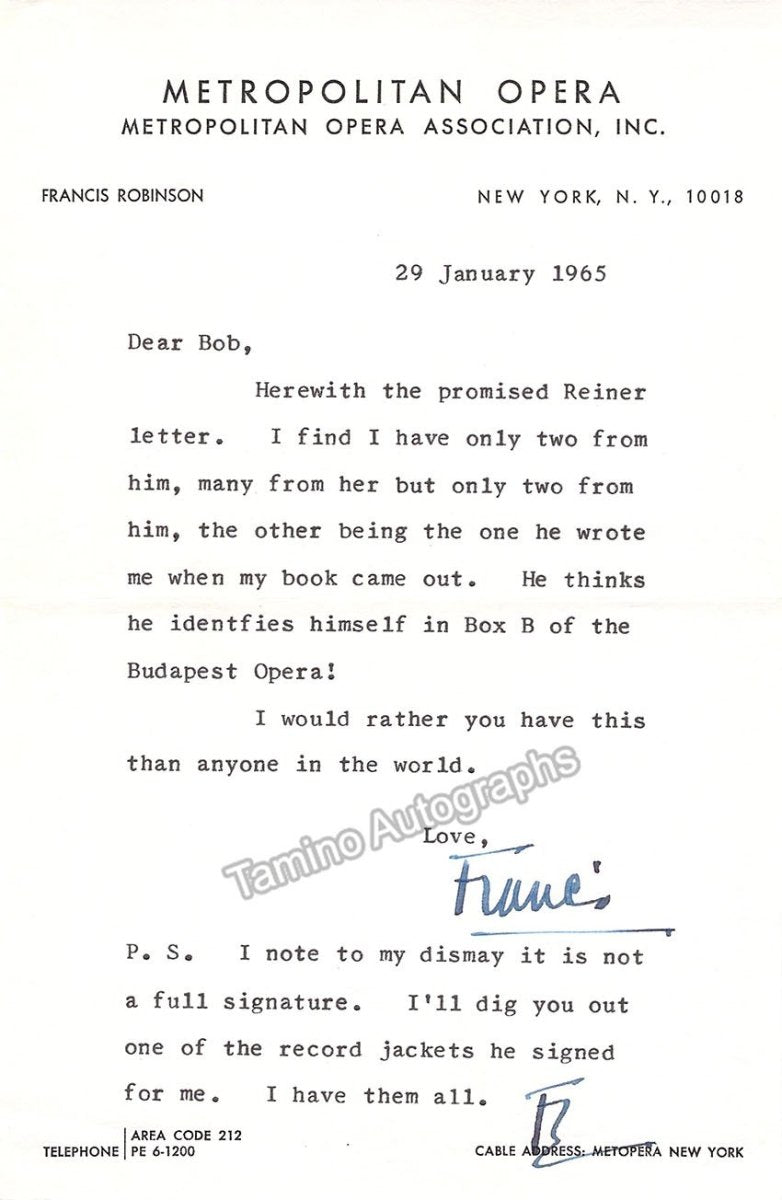 METROPOLITAN OPERA
METROPOLITAN OPERA ASSOCIATION, INC.
FRANCIS ROBINSON
NEW YORK, N. Y., 10018
29 January 1965
Dear Bob,
Herewith the promised Reiner
letter. I find I have only two from
him, many from her but only two from
him, the other being the one he wrote
me when my book came out. He thinks
he identfies himself in Box B of the
Budapest Opera!
I would rather you have this
than anyone in the world.
Tamino Autographs
Love,
Francis
P. S. I note to my dismay it is not
a full signature. I'll dig you out
one of the record jackets he signed
for me. I have them all.
TELEPHONE
AREA CODE 212
PE 6-1200
CABLE ADDRESS: METOPERA NEW YORK